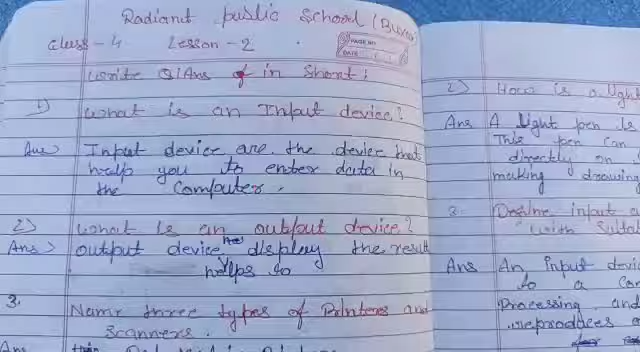 Radiant public School (Buxar
Class - 4 Lesson - 2
PAGE NO
DATE
write Q/Ans of in Short:
1) What is an Input device?
Ans Input device are the device that
help you to enter data in
the Computer.
2) what is an output device?
Ans> output device helps display the result
helps to
3. Name three types of Printers and
Scanners.
Ans
2) How is a light
Ans A light pen is
This pen can
directly on
making drawing
3. Define input
(with Suitab
Ans An Input devi
to a Com
Processing and
reproduces